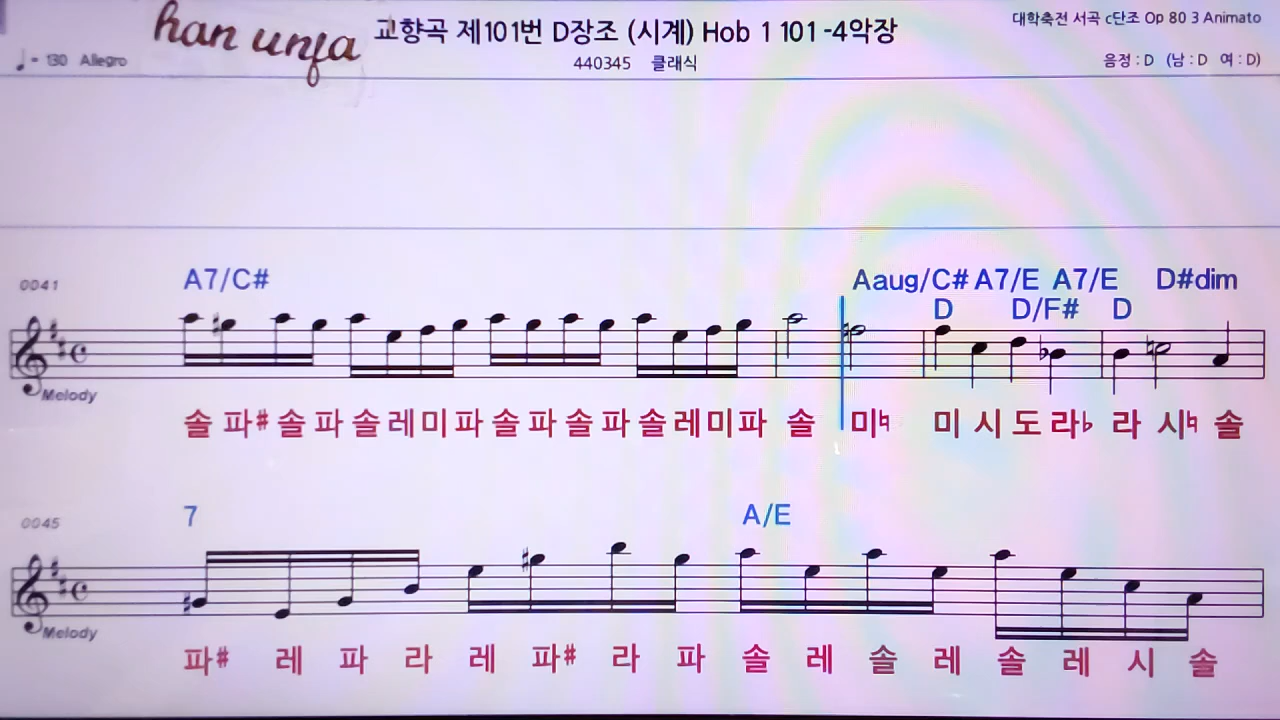 han unfa
교향곡 제101번 D장조 (시계) Hob 1 101 -4악장
대학축전 서곡 c단조 Op 80 3 Animato
♩= 130 Allegro
440345 클래식
음정 : D (남 : D 여 : D)
0041
A7/C# Aaug/C# A7/E A7/E D#dim
D D/F# D
Melody
솔 파# 솔 파 솔 레 미 파 솔 파 솔 파 솔 레 미 파 솔 미♮ 미 시 도 라♭ 라 시♮ 솔
0045
7 A/E
Melody
파# 레 파 라 레 파# 라 파 솔 레 솔 레 솔 레 시 솔